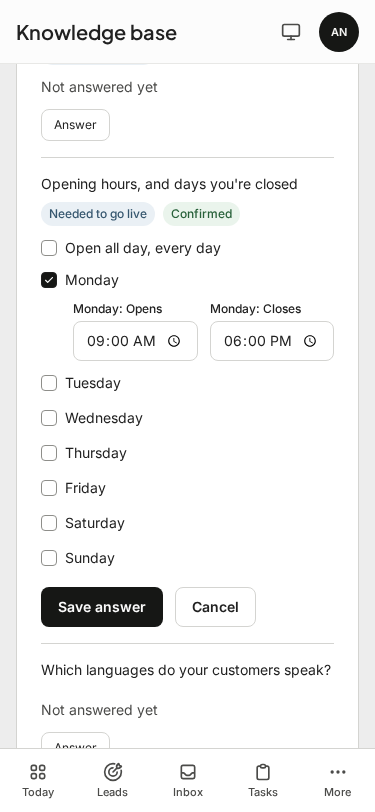 Knowledge base
AN
Not answered yet
Answer
Opening hours, and days you're closed
Needed to go live
Confirmed
Open all day, every day
Monday
Monday: Opens
Monday: Closes
09:00 AM
06:00 PM
Tuesday
Wednesday
Thursday
Friday
Saturday
Sunday
Save answer
Cancel
Which languages do your customers speak?
Not answered yet
Answer
Today
Leads
Inbox
Tasks
More